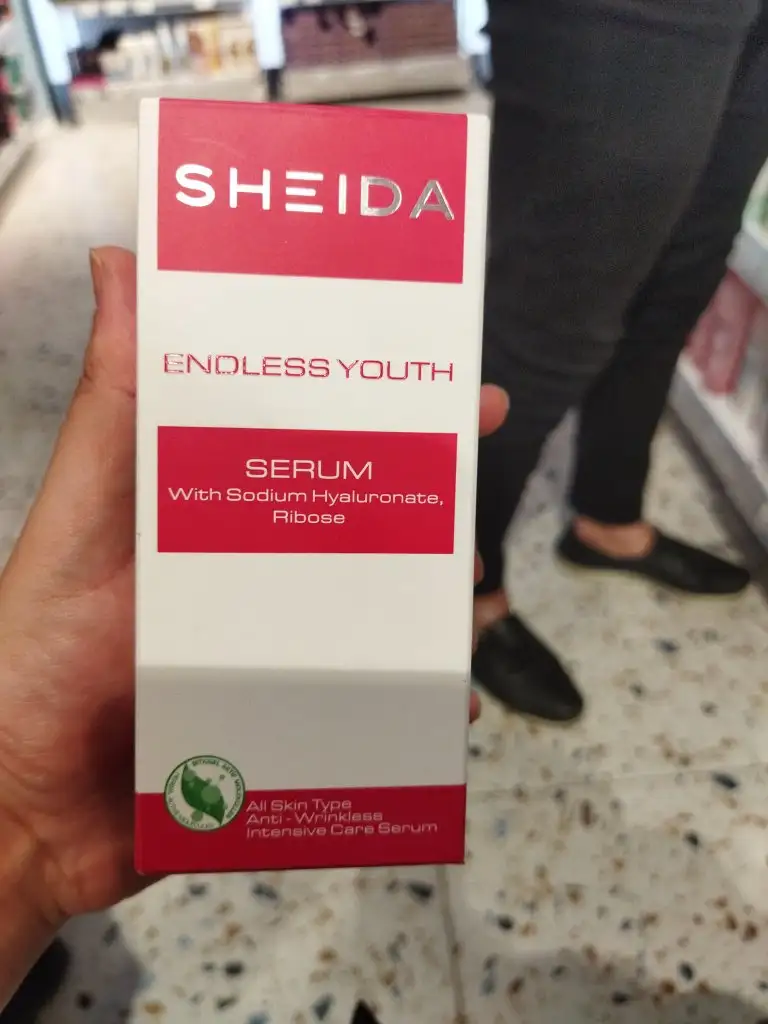 SHEIDA
ENDLESS YOUTH
SERUM
With Sodium Hyaluronate,
Ribose
All Skin Type
Anti - Wrinkless
Intensive Care Serum